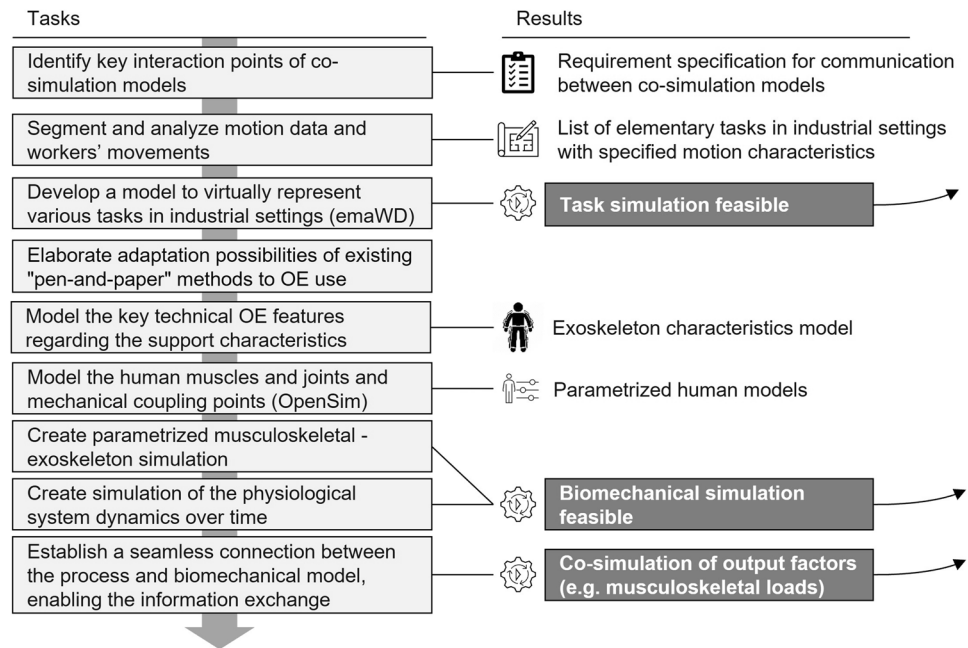 Tasks
Results
Identify key interaction points of co-
simulation models
Requirement specification for communication
between co-simulation models
Segment and analyze motion data and
workers’ movements
List of elementary tasks in industrial settings
with specified motion characteristics
Develop a model to virtually represent
various tasks in industrial settings (emaWD)
Task simulation feasible
Elaborate adaptation possibilities of existing
"pen-and-paper" methods to OE use
Model the key technical OE features
regarding the support characteristics
Exoskeleton characteristics model
Model the human muscles and joints and
mechanical coupling points (OpenSim)
Parametrized human models
Create parametrized musculoskeletal -
exoskeleton simulation
Create simulation of the physiological
system dynamics over time
Biomechanical simulation
feasible
Establish a seamless connection between
the process and biomechanical model,
enabling the information exchange
Co-simulation of output factors
(e.g. musculoskeletal loads)